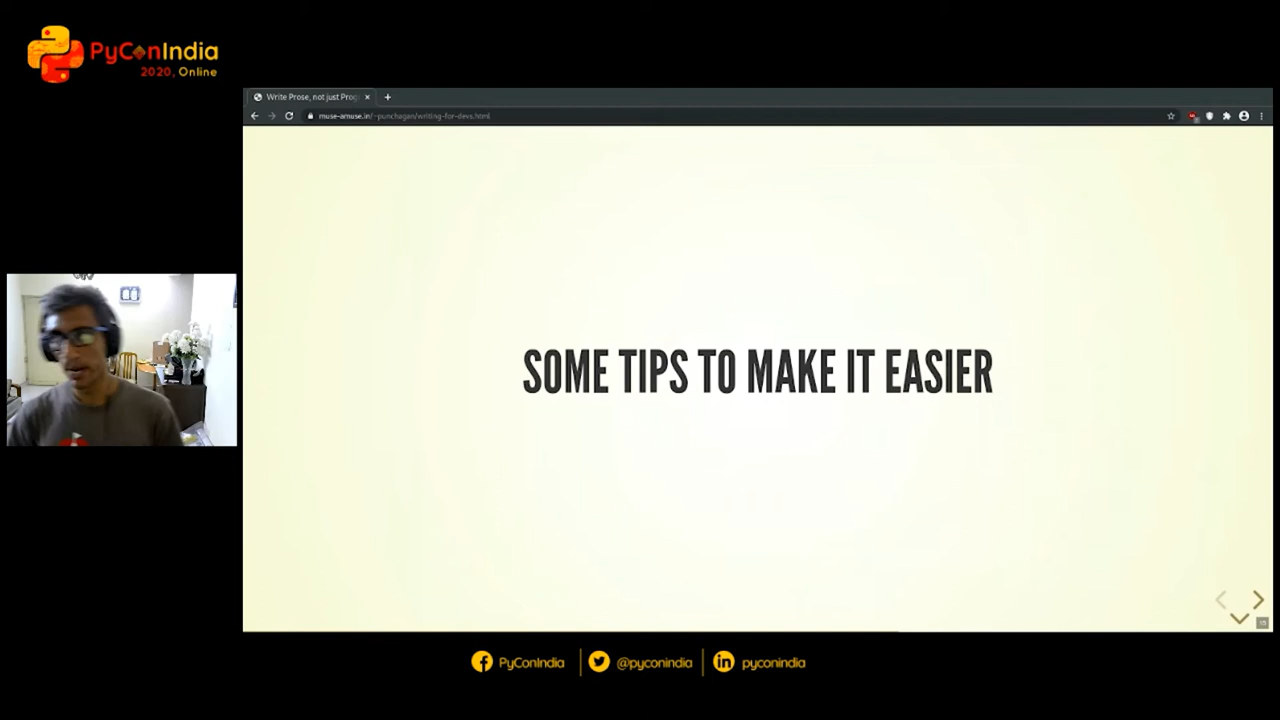 PyConIndia
2020, Online
Write Prose, not just Prog
muse-amuse.in/~punchagan/writing-for-devs.html
SOME TIPS TO MAKE IT EASIER
PyConIndia
@pyconindia
pyconindia